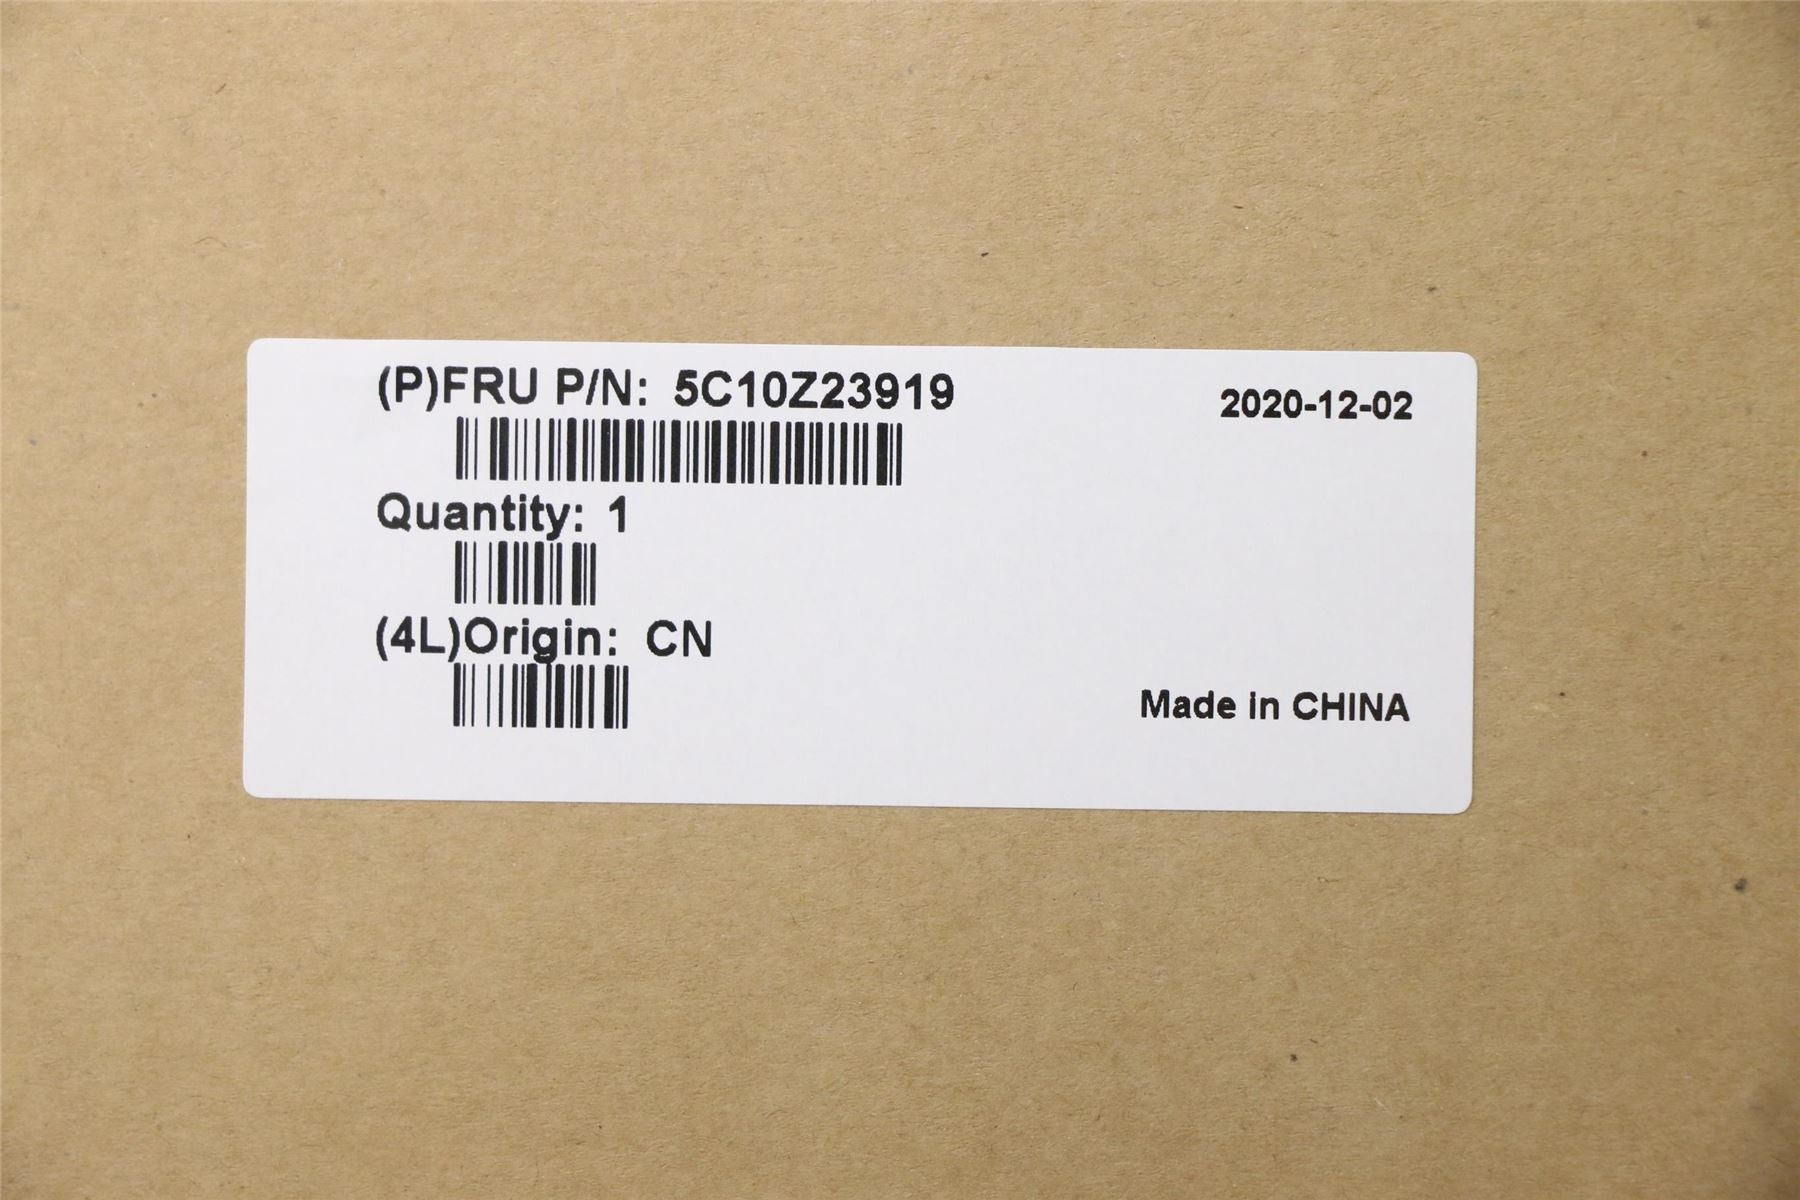 (P)FRU P/N: 5C10Z23919
2020-12-02
Quantity: 1
(4L)Origin: CN
Made in CHINA